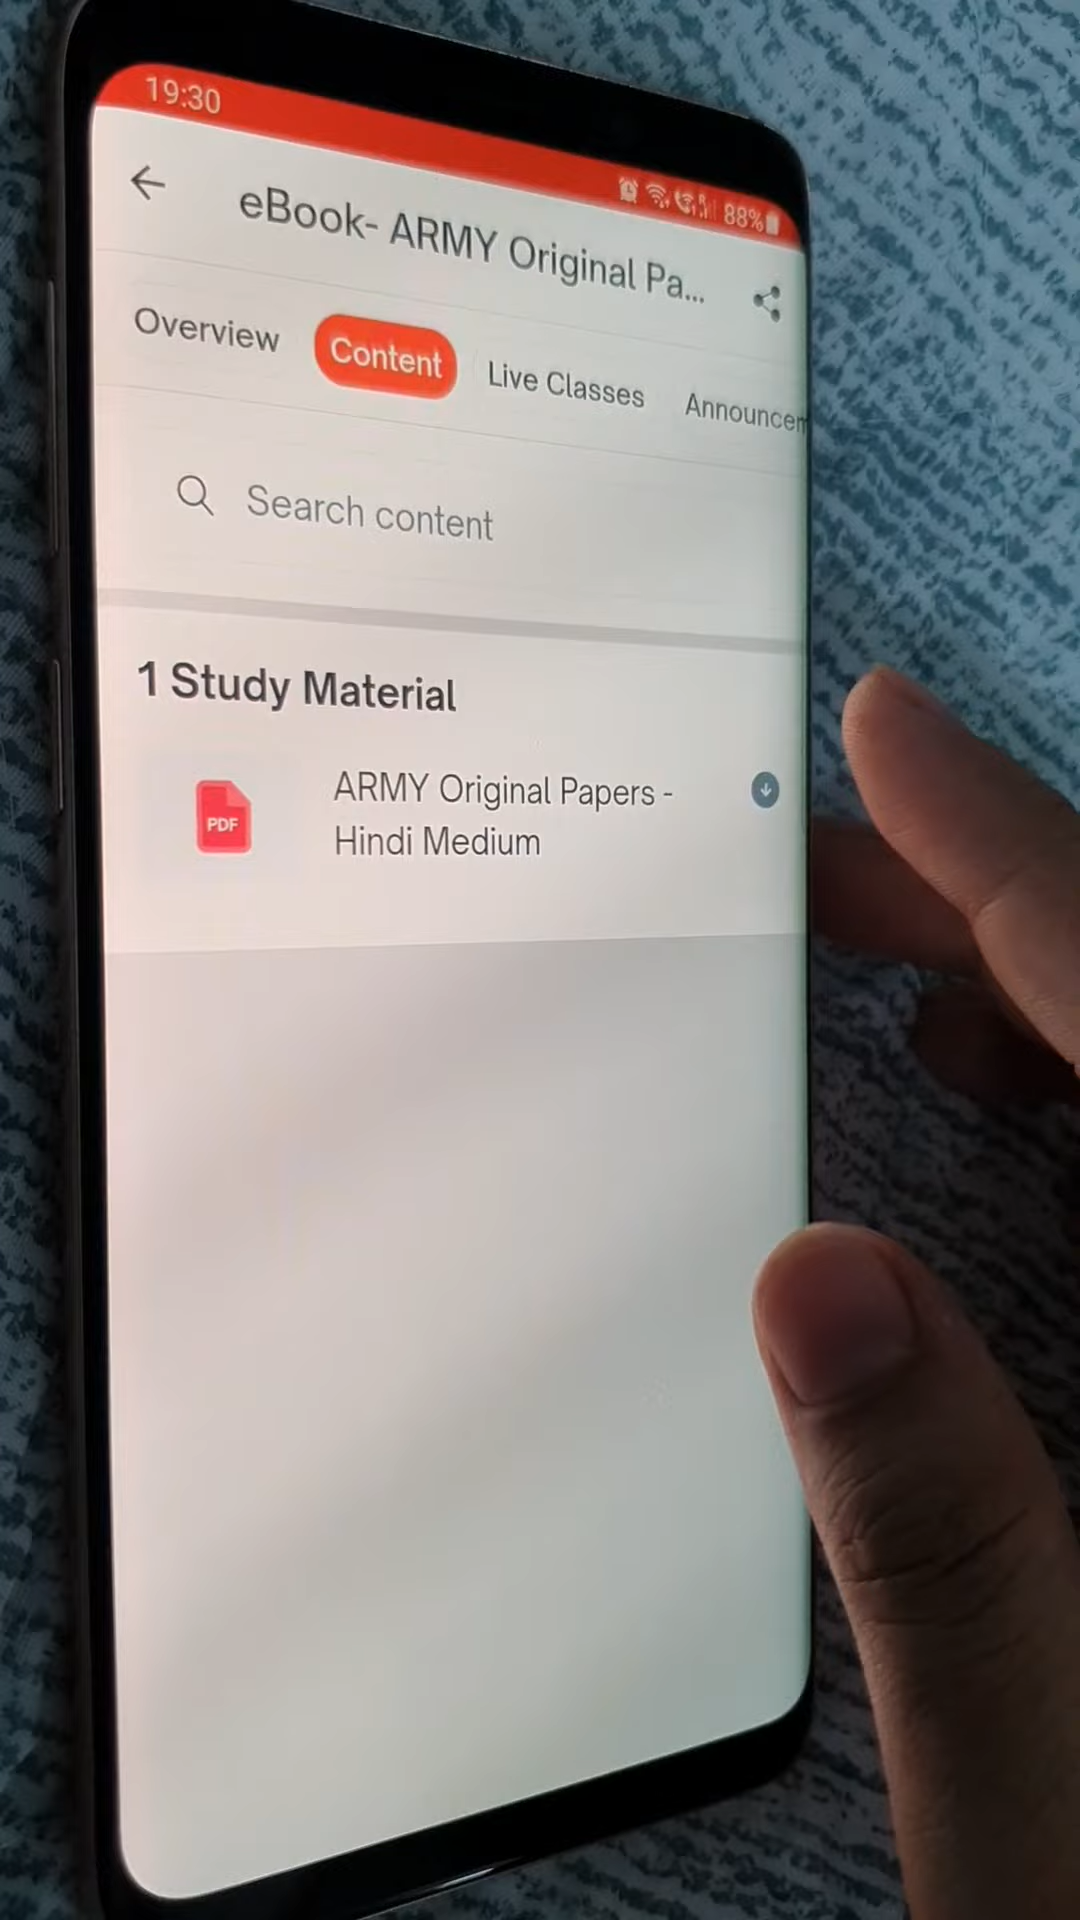 19:30
88%
eBook- ARMY Original Pa...
Overview
Content
Live Classes
Announcem
Search content
1 Study Material
PDF
ARMY Original Papers -
Hindi Medium